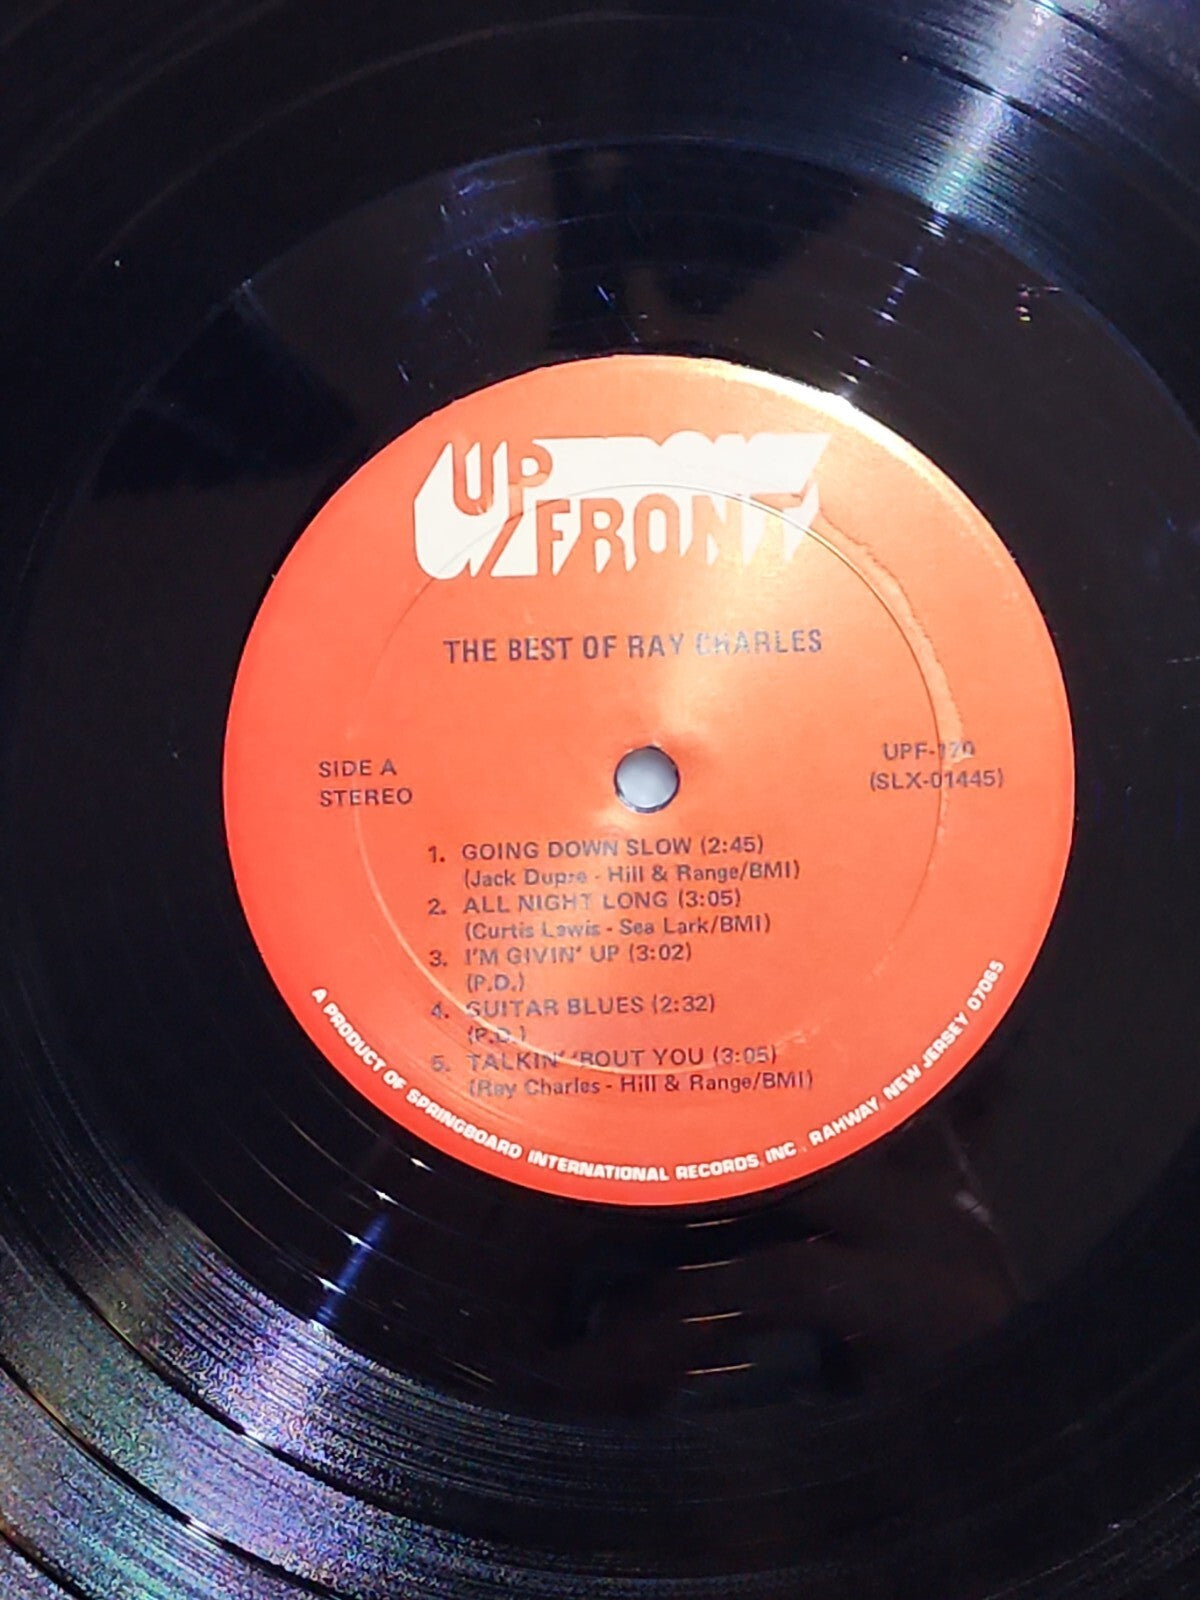 UP
FRONT
THE BEST OF RAY CHARLES
SIDE A
STEREO
UPF-170
(SLX-01445)
1. GOING DOWN SLOW (2:45)
(Jack Dupre - Hill & Range/BMI)
2. ALL NIGHT LONG (3:05)
(Curtis Lewis - Sea Lark/BMI)
3. I'M GIVIN' UP (3:02)
(P.D.)
4. GUITAR BLUES (2:32)
(P.D.)
5. TALKIN' 'BOUT YOU (3:05)
(Ray Charles - Hill & Range/BMI)
A PRODUCT OF SPRINGBOARD INTERNATIONAL RECORDS, INC., RAHWAY, NEW JERSEY 07065